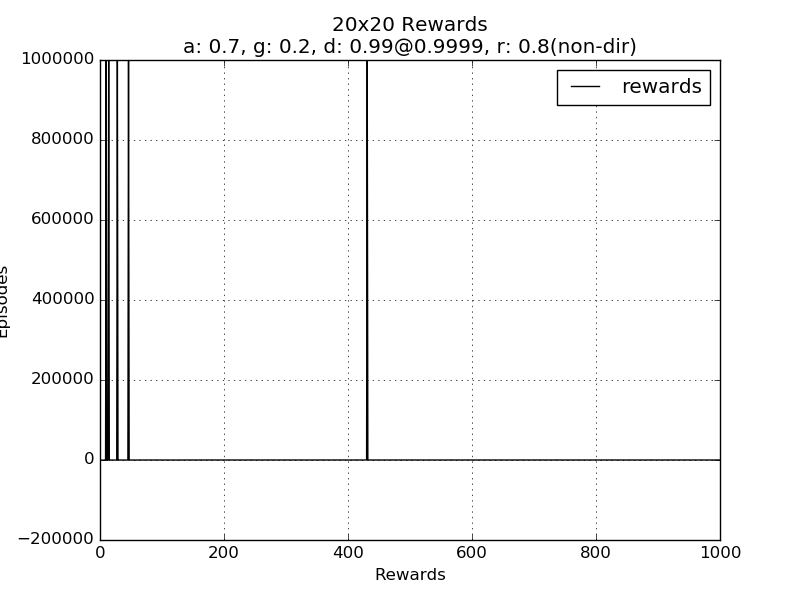 20x20 Rewards
a: 0.7, g: 0.2, d: 0.99@0.9999, r: 0.8(non-dir)
1000000
rewards
800000
600000
400000
Episodes
200000
0
−200000
0 200 400 600 800 1000
Rewards